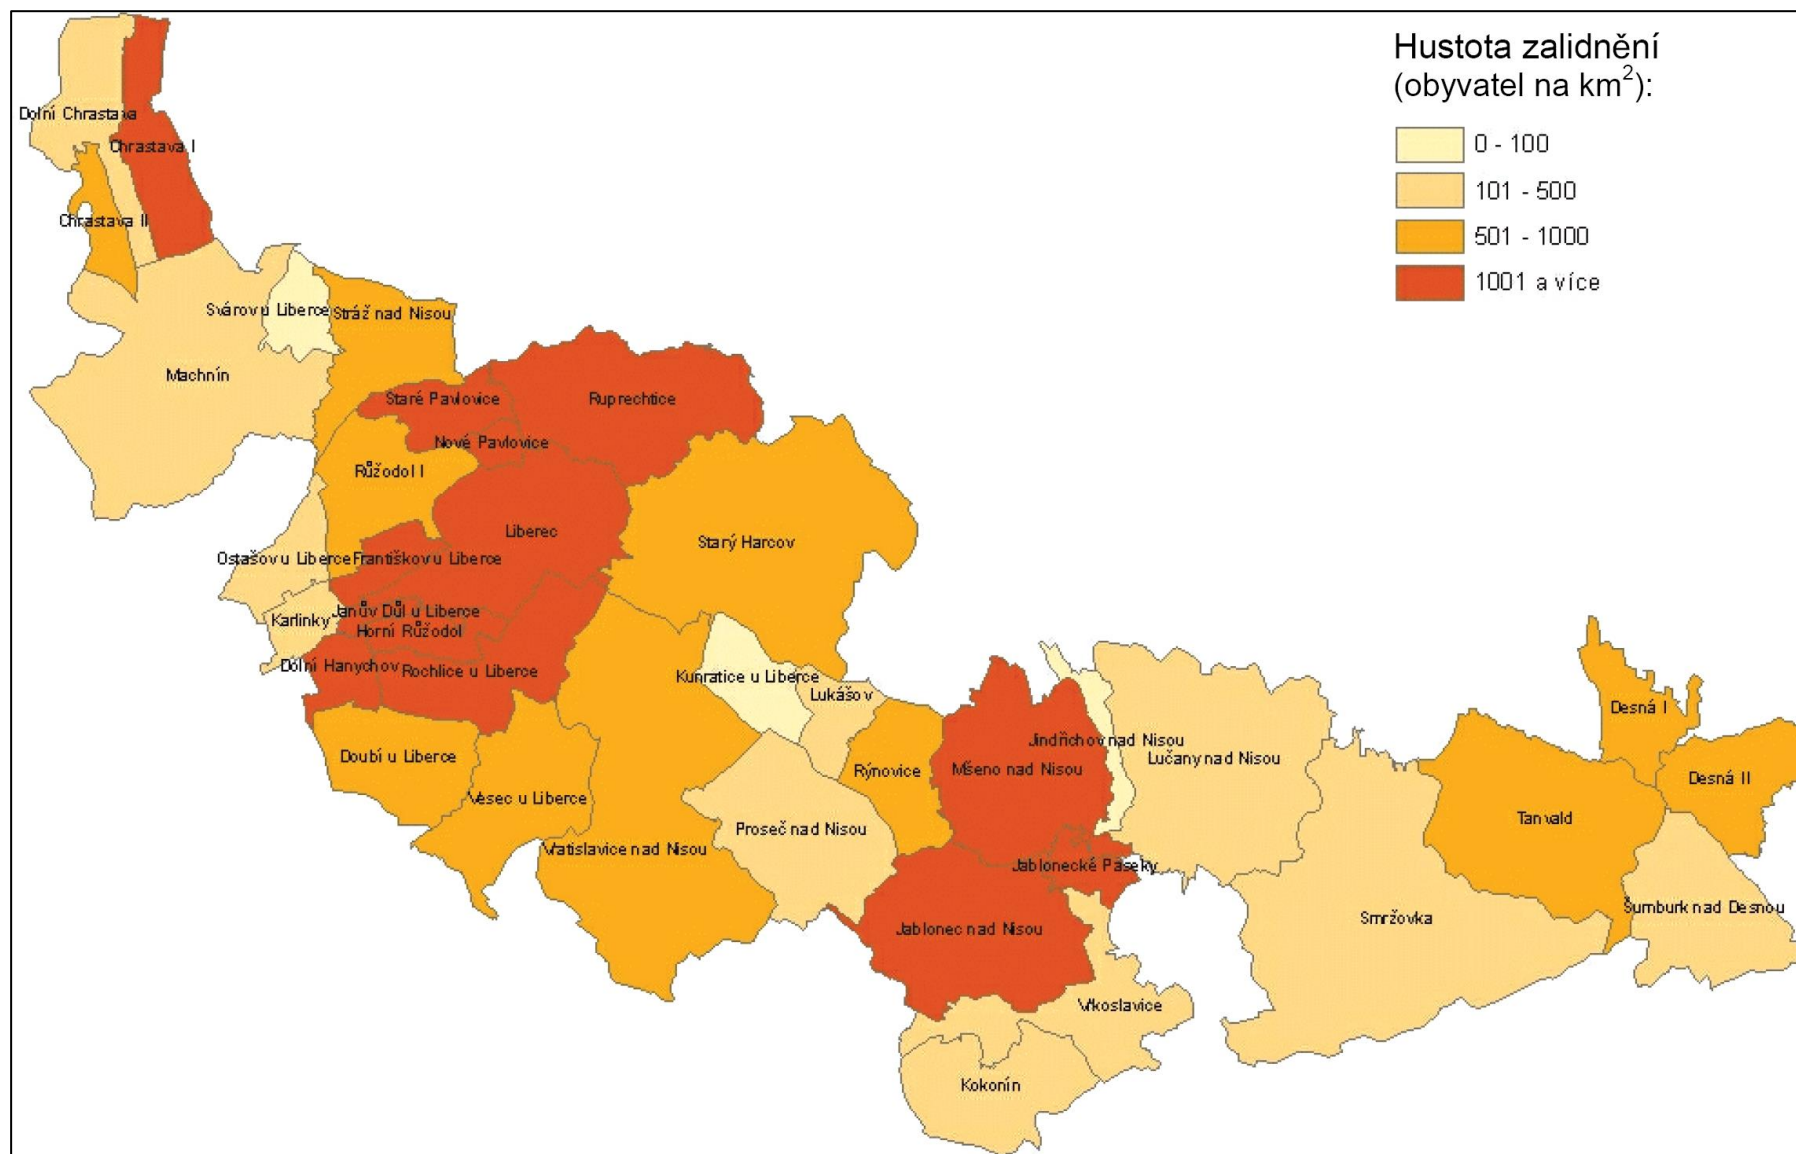 Hustota zalidnění
(obyvatel na km²):
0 - 100
101 - 500
501 - 1000
1001 a více
Dolní Chrastava
Chrastava I
Chrastava II
Svárov u Liberce
Stráž nad Nisou
Machnín
Staré Pavlovice
Ruprechtice
Nové Pavlovice
Růžodol I
Liberec
Starý Harcov
Ostašov u Liberce
Františkov u Liberce
Janův Důl u Liberce
Karlinky
Horní Růžodol
Dolní Hanychov
Rochlice u Liberce
Kunratice u Liberce
Lukášov
Doubí u Liberce
Vesec u Liberce
Rýnovice
Jindřichov nad Nisou
Mšeno nad Nisou
Lučany nad Nisou
Desná I
Desná II
Tanvald
Proseč nad Nisou
Vratislavice nad Nisou
Jablonecké Paseky
Jablonec nad Nisou
Smržovka
Šumburk nad Desnou
Vrkoslavice
Kokonín